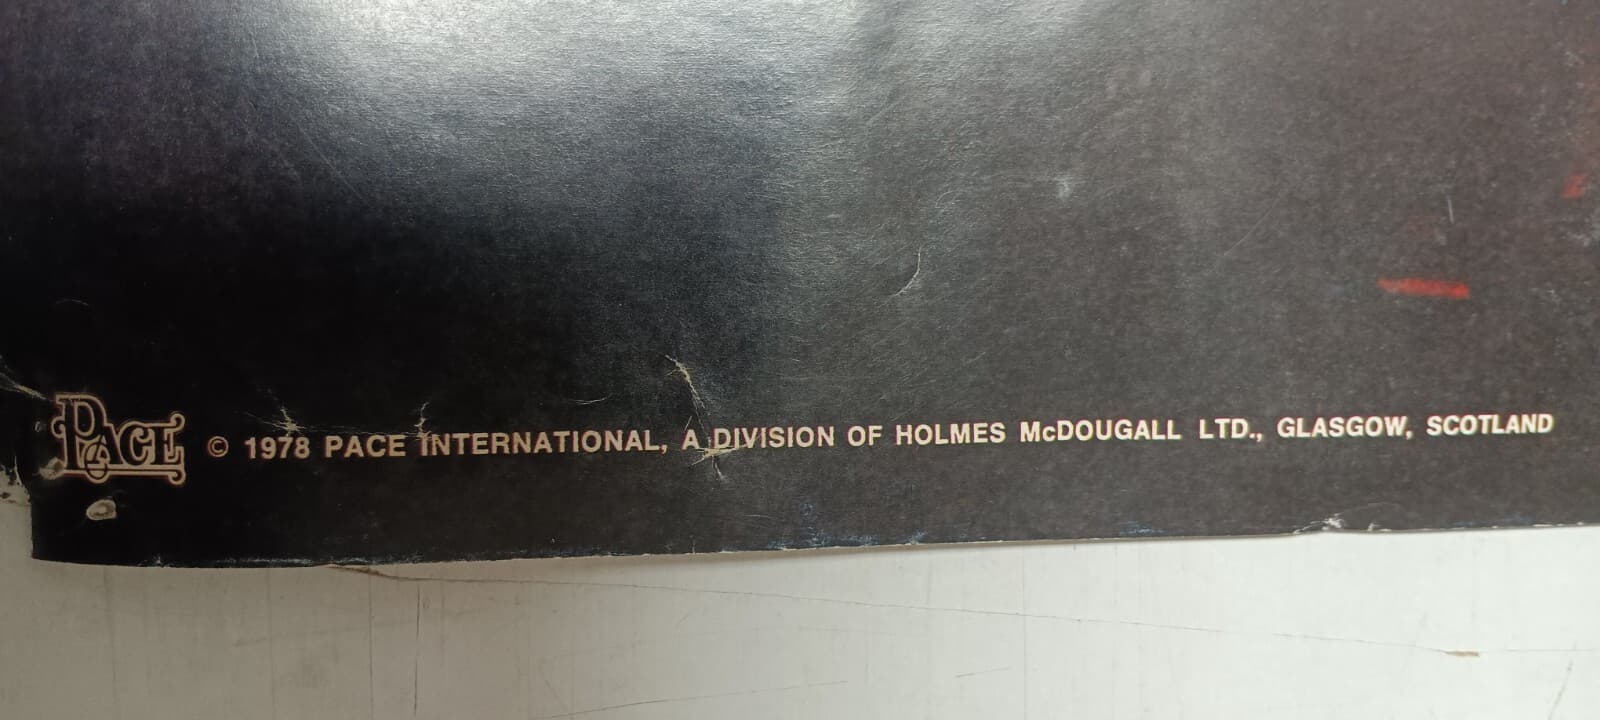 PACE © 1978 PACE INTERNATIONAL, A DIVISION OF HOLMES McDOUGALL LTD., GLASGOW, SCOTLAND